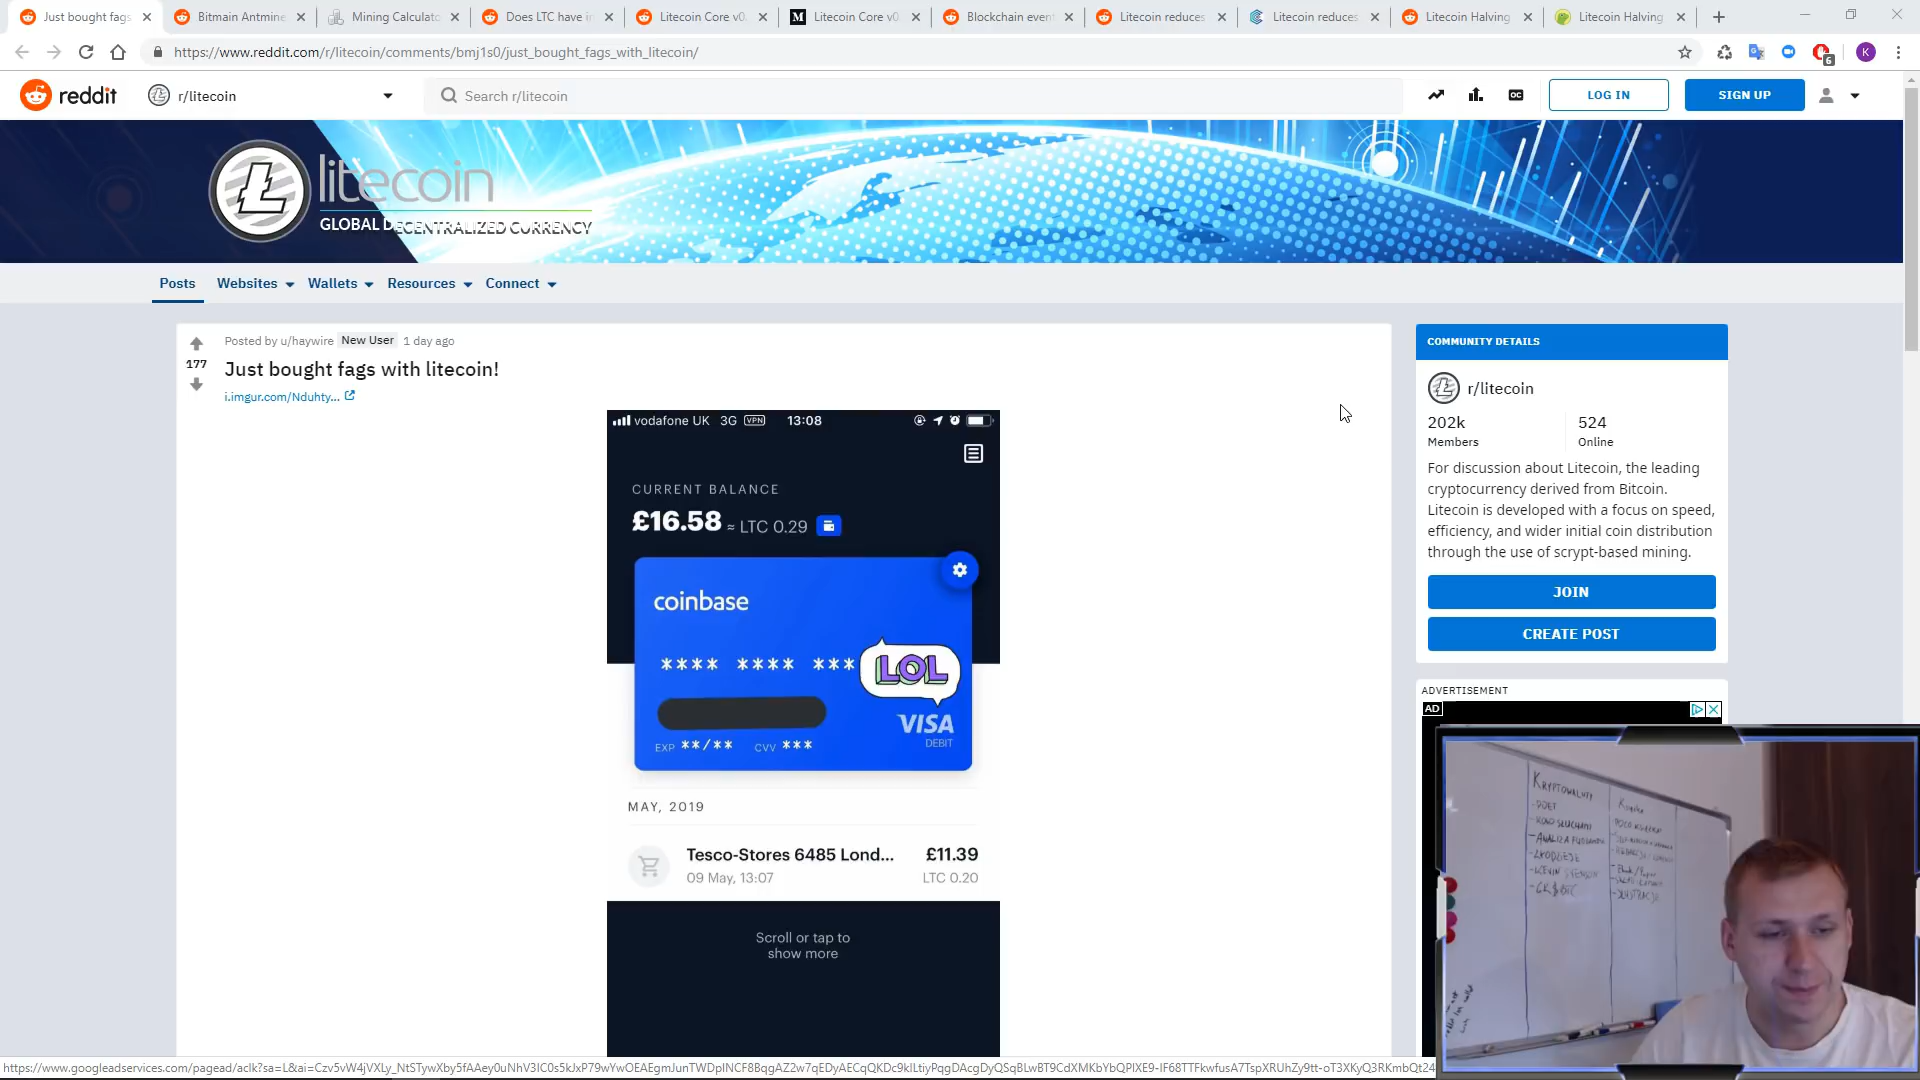 Just bought fags
Bitmain Antmine
Mining Calculato
Does LTC have i
Litecoin Core v0.
Litecoin Core v0
Blockchain even
Litecoin reduces
Litecoin reduces
Litecoin Halving
Litecoin Halving
https://www.reddit.com/r/litecoin/comments/bmj1s0/just_bought_fags_with_litecoin/
6
K
reddit
r/litecoin
Search r/litecoin
OC
LOG IN
SIGN UP
litecoin
GLOBAL DECENTRALIZED CURRENCY
Posts
Websites
Wallets
Resources
Connect
Posted by u/haywire New User 1 day ago
177
Just bought fags with litecoin!
i.imgur.com/Nduhty...
vodafone UK 3G VPN 13:08
CURRENT BALANCE
£16.58 ≈ LTC 0.29
coinbase
**** **** ***
LOL
VISA
DEBIT
EXP **/** CVV ***
MAY, 2019
Tesco-Stores 6485 Lond... £11.39
09 May, 13:07 LTC 0.20
Scroll or tap to
show more
COMMUNITY DETAILS
r/litecoin
202k 524
Members Online
For discussion about Litecoin, the leading
cryptocurrency derived from Bitcoin.
Litecoin is developed with a focus on speed,
efficiency, and wider initial coin distribution
through the use of scrypt-based mining.
JOIN
CREATE POST
ADVERTISEMENT
AD
KRYPTOWALUTY